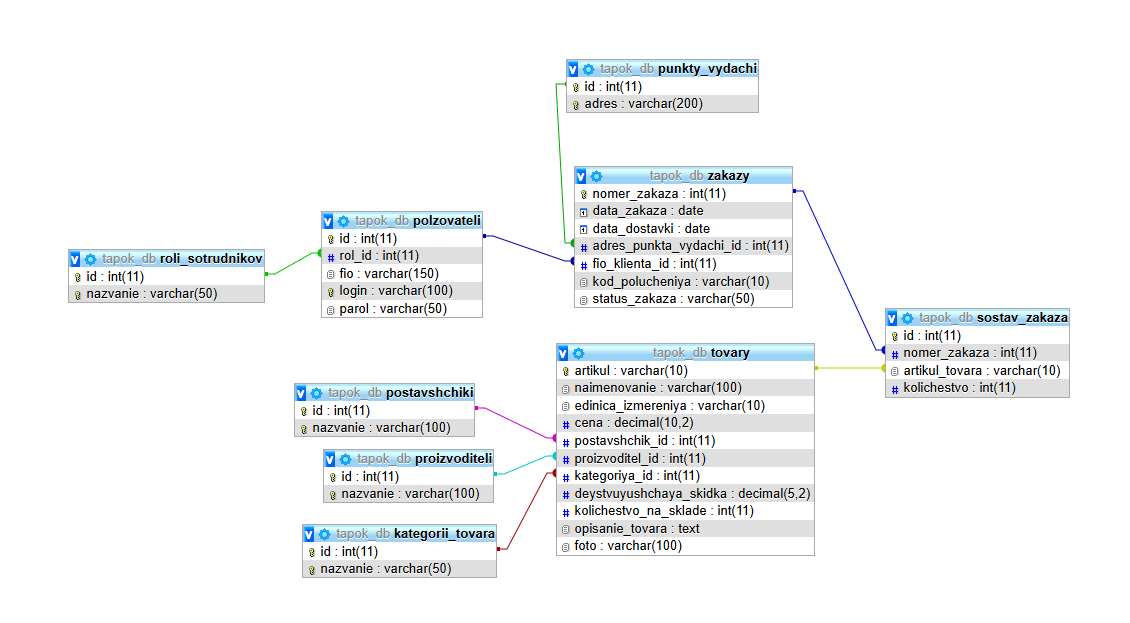 tapok_db punkty_vydachi
id : int(11)
adres : varchar(200)
tapok_db zakazy
nomer_zakaza : int(11)
data_zakaza : date
data_dostavki : date
adres_punkta_vydachi_id : int(11)
fio_klienta_id : int(11)
kod_polucheniya : varchar(10)
status_zakaza : varchar(50)
tapok_db polzovateli
id : int(11)
rol_id : int(11)
fio : varchar(150)
login : varchar(100)
parol : varchar(50)
tapok_db roli_sotrudnikov
id : int(11)
nazvanie : varchar(50)
tapok_db sostav_zakaza
id : int(11)
nomer_zakaza : int(11)
artikul_tovara : varchar(10)
kolichestvo : int(11)
tapok_db tovary
artikul : varchar(10)
naimenovanie : varchar(100)
edinica_izmereniya : varchar(10)
cena : decimal(10,2)
postavshchik_id : int(11)
proizvoditel_id : int(11)
kategoriya_id : int(11)
deystvuyushchaya_skidka : decimal(5,2)
kolichestvo_na_sklade : int(11)
opisanie_tovara : text
foto : varchar(100)
tapok_db postavshchiki
id : int(11)
nazvanie : varchar(100)
tapok_db proizvoditeli
id : int(11)
nazvanie : varchar(100)
tapok_db kategorii_tovara
id : int(11)
nazvanie : varchar(50)